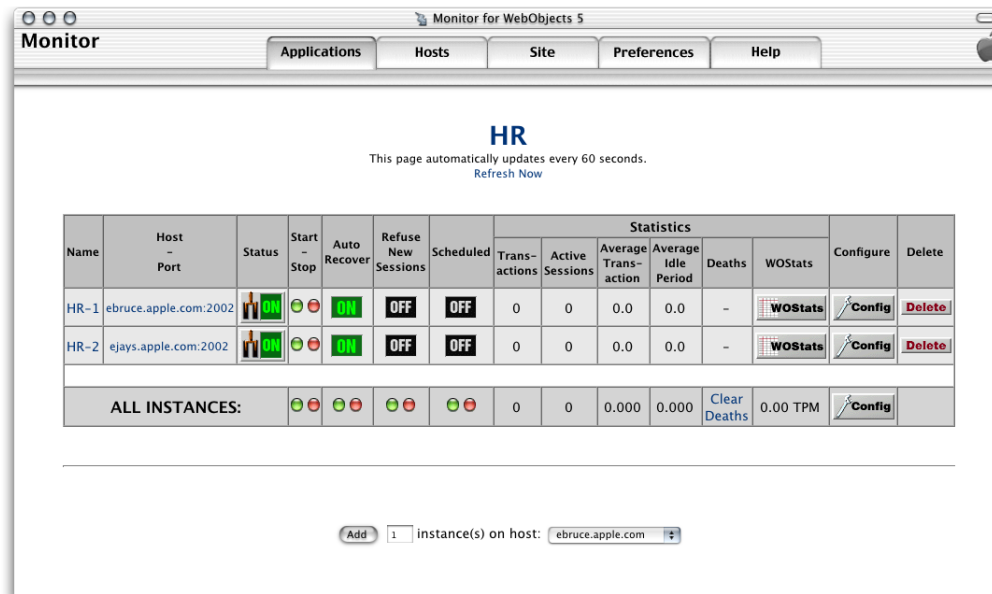 Monitor for WebObjects 5
Monitor
Applications Hosts Site Preferences Help
HR
This page automatically updates every 60 seconds.
Refresh Now
Name Host – Port Status Start – Stop Auto Recover Refuse New Sessions Scheduled Statistics Configure Delete
Trans-actions Active Sessions Average Trans-action Average Idle Period Deaths WOStats
HR-1 ebruce.apple.com:2002 ON ON OFF OFF 0 0 0.0 0.0 – WOStats Config Delete
HR-2 ejays.apple.com:2002 ON ON OFF OFF 0 0 0.0 0.0 – WOStats Config Delete
ALL INSTANCES: 0 0 0.000 0.000 Clear Deaths 0.00 TPM Config
Add 1 instance(s) on host: ebruce.apple.com